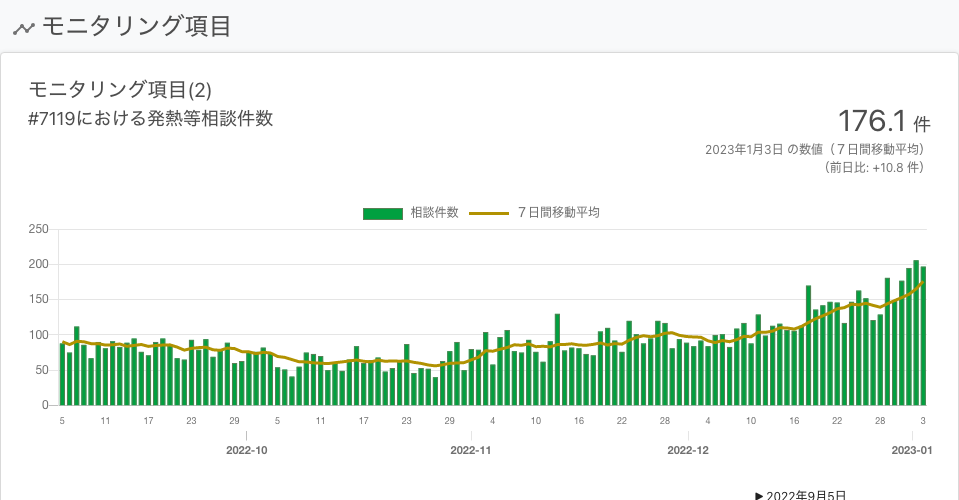 モニタリング項目
モニタリング項目(2)
#7119における発熱等相談件数
176.1 件
2023年1月3日 の数値（７日間移動平均）
（前日比: +10.8 件）
相談件数 ７日間移動平均
250
200
150
100
50
0
5 11 17 23 29 5 11 17 23 29 4 10 16 22 28 4 10 16 22 28 3
2022-10 2022-11 2022-12 2023-01
▶ 2022年9月5日